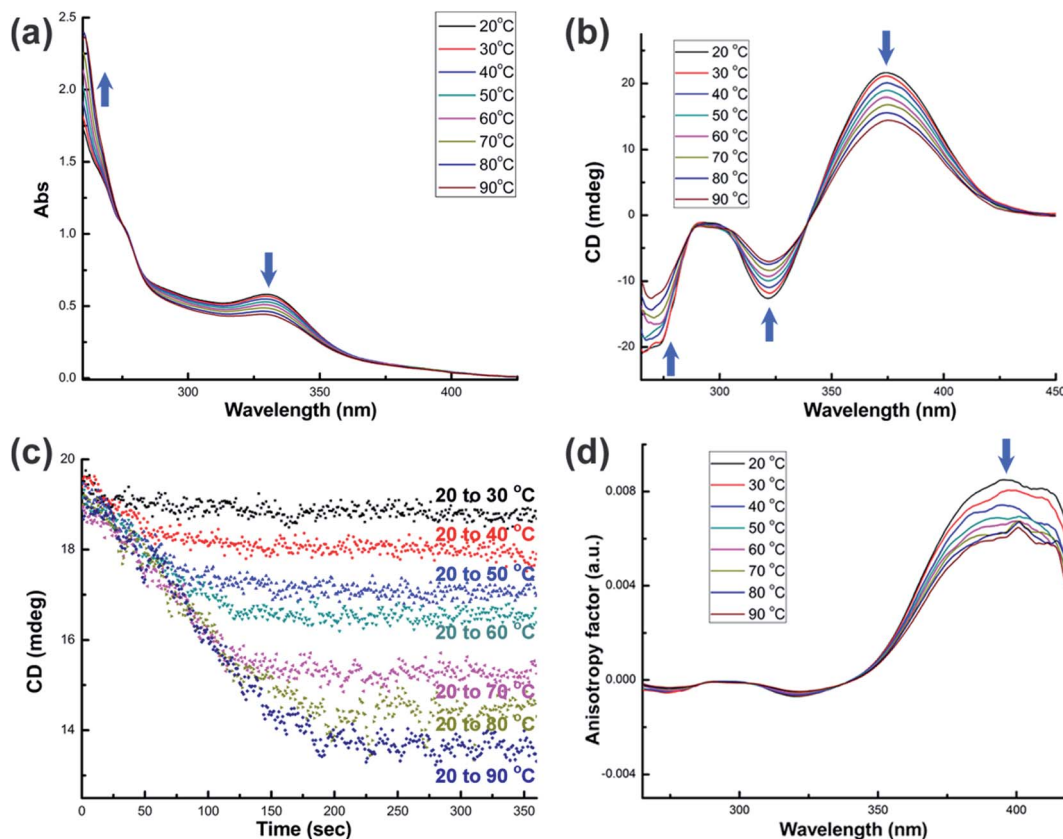 (a)
2.5
2.0
1.5
1.0
0.5
0.0
Abs
300
350
400
Wavelength (nm)
20°C
30°C
40°C
50°C
60°C
70°C
80°C
90°C
(b)
20
10
0
-10
-20
CD (mdeg)
300
350
400
450
Wavelength (nm)
20 °C
30 °C
40 °C
50 °C
60 °C
70 °C
80 °C
90 °C
(c)
20
18
16
14
CD (mdeg)
0
50
100
150
200
250
300
350
Time (sec)
20 to 30 °C
20 to 40 °C
20 to 50 °C
20 to 60 °C
20 to 70 °C
20 to 80 °C
20 to 90 °C
(d)
0.008
0.004
0.000
-0.004
Anisotropy factor (a.u.)
300
350
400
Wavelength (nm)
20 °C
30 °C
40 °C
50 °C
60 °C
70 °C
80 °C
90 °C